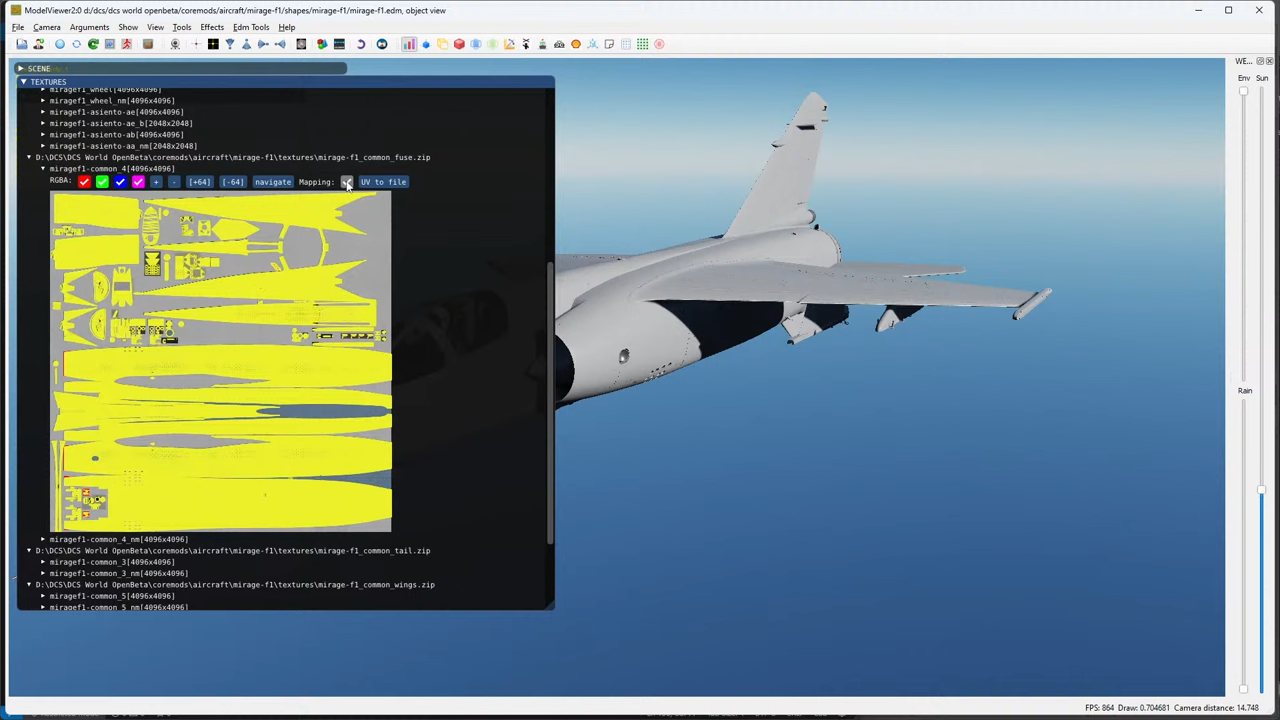 ModelViewer2:0 d:/dcs/dcs world openbeta/coremods/aircraft/mirage-f1/shapes/mirage-f1/mirage-f1.edm, object view
File Camera Arguments Show View Tools Effects Edm Tools Help
SCENE
TEXTURES
miragef1_wheel[4096x4096]
miragef1_wheel_nm[4096x4096]
miragef1-asiento-ae[4096x4096]
miragef1-asiento-ae_b[2048x2048]
miragef1-asiento-ab[4096x4096]
miragef1-asiento-aa_nm[2048x2048]
D:\DCS\DCS World OpenBeta\coremods\aircraft\mirage-f1\textures\mirage-f1_common_fuse.zip
miragef1-common_4[4096x4096]
RGBA: + - [+64] [-64] navigate Mapping: UV to file
miragef1-common_4_nm[4096x4096]
D:\DCS\DCS World OpenBeta\coremods\aircraft\mirage-f1\textures\mirage-f1_common_tail.zip
miragef1-common_3[4096x4096]
miragef1-common_3_nm[4096x4096]
D:\DCS\DCS World OpenBeta\coremods\aircraft\mirage-f1\textures\mirage-f1_common_wings.zip
miragef1-common_5[4096x4096]
miragef1-common_5_nm[4096x4096]
WE...
Env Sun
Rain
FPS: 864 Draw: 0.704681 Camera distance: 14.748